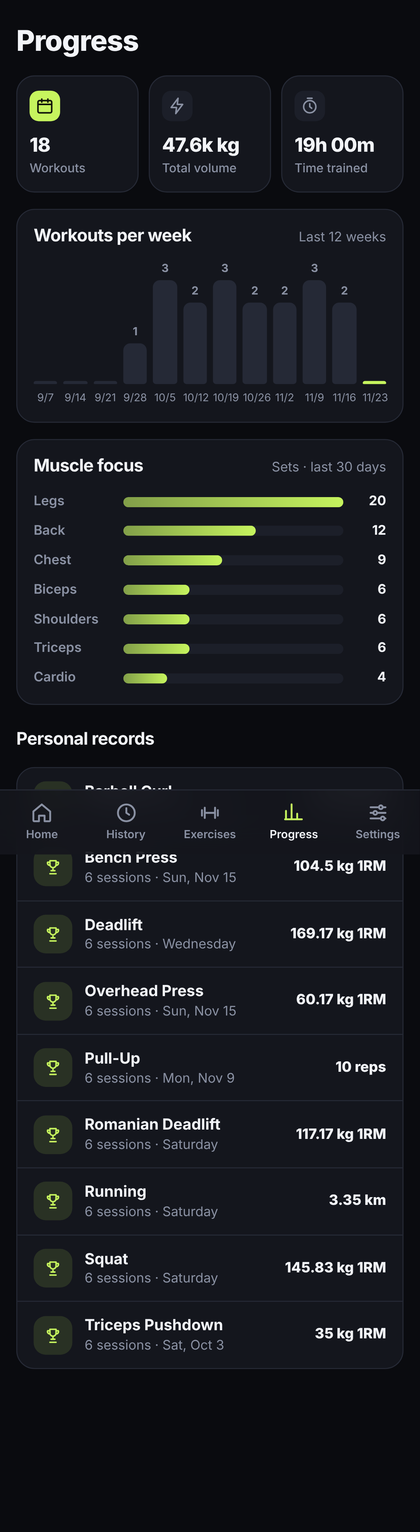 Progress
18
Workouts
47.6k kg
Total volume
19h 00m
Time trained
Workouts per week
Last 12 weeks
1
3
2
3
2
2
3
2
9/7 9/14 9/21 9/28 10/5 10/12 10/19 10/26 11/2 11/9 11/16 11/23
Muscle focus
Sets · last 30 days
Legs 20
Back 12
Chest 9
Biceps 6
Shoulders 6
Triceps 6
Cardio 4
Personal records
Barbell Curl
Home History Exercises Progress Settings
Bench Press
6 sessions · Sun, Nov 15
104.5 kg 1RM
Deadlift
6 sessions · Wednesday
169.17 kg 1RM
Overhead Press
6 sessions · Sun, Nov 15
60.17 kg 1RM
Pull-Up
6 sessions · Mon, Nov 9
10 reps
Romanian Deadlift
6 sessions · Saturday
117.17 kg 1RM
Running
6 sessions · Saturday
3.35 km
Squat
6 sessions · Saturday
145.83 kg 1RM
Triceps Pushdown
6 sessions · Sat, Oct 3
35 kg 1RM